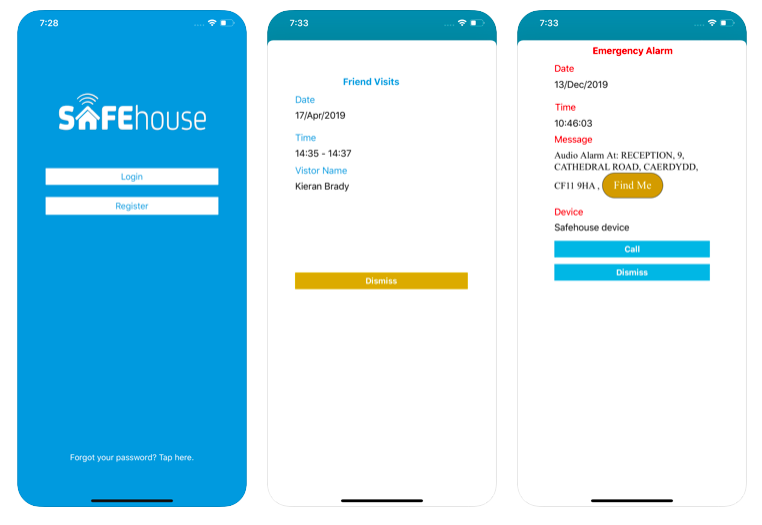 7:28
SAFEhouse
Login
Register
Forgot your password? Tap here.
7:33
Friend Visits
Date
17/Apr/2019
Time
14:35 - 14:37
Vistor Name
Kieran Brady
Dismiss
7:33
Emergency Alarm
Date
13/Dec/2019
Time
10:46:03
Message
Audio Alarm At: RECEPTION, 9,
CATHEDRAL ROAD, CAERDYDD,
CF11 9HA , Find Me
Device
Safehouse device
Call
Dismiss